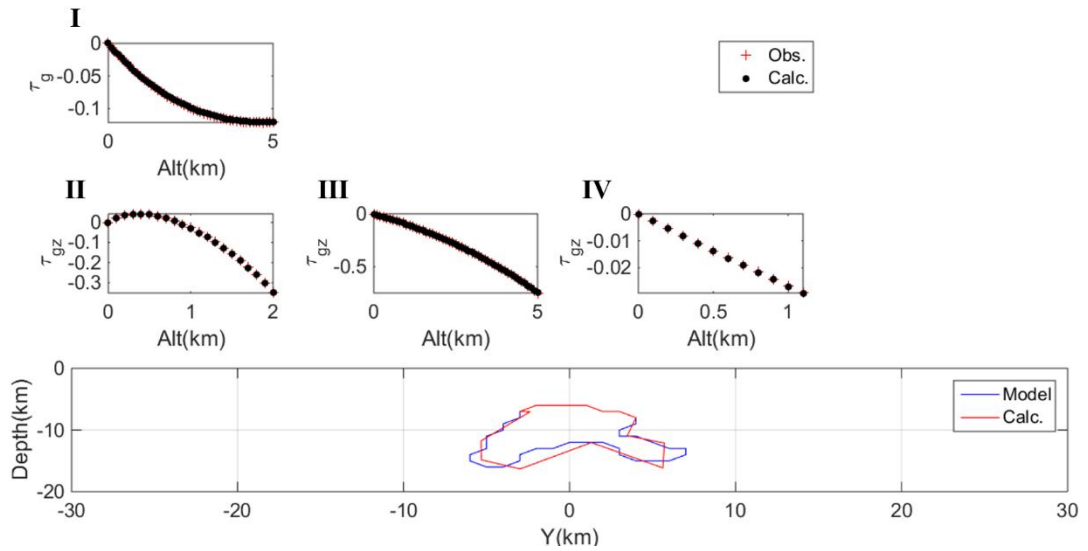 I
0
-0.05
-0.1
τg
0 5
Alt(km)
+ Obs.
• Calc.
II
0
-0.1
-0.2
-0.3
τgz
0 1 2
Alt(km)
III
0
-0.5
τgz
0 5
Alt(km)
IV
0
-0.01
-0.02
τgz
0 0.5 1
Alt(km)
0
-10
-20
Depth(km)
-30 -20 -10 0 10 20 30
Y(km)
Model
Calc.